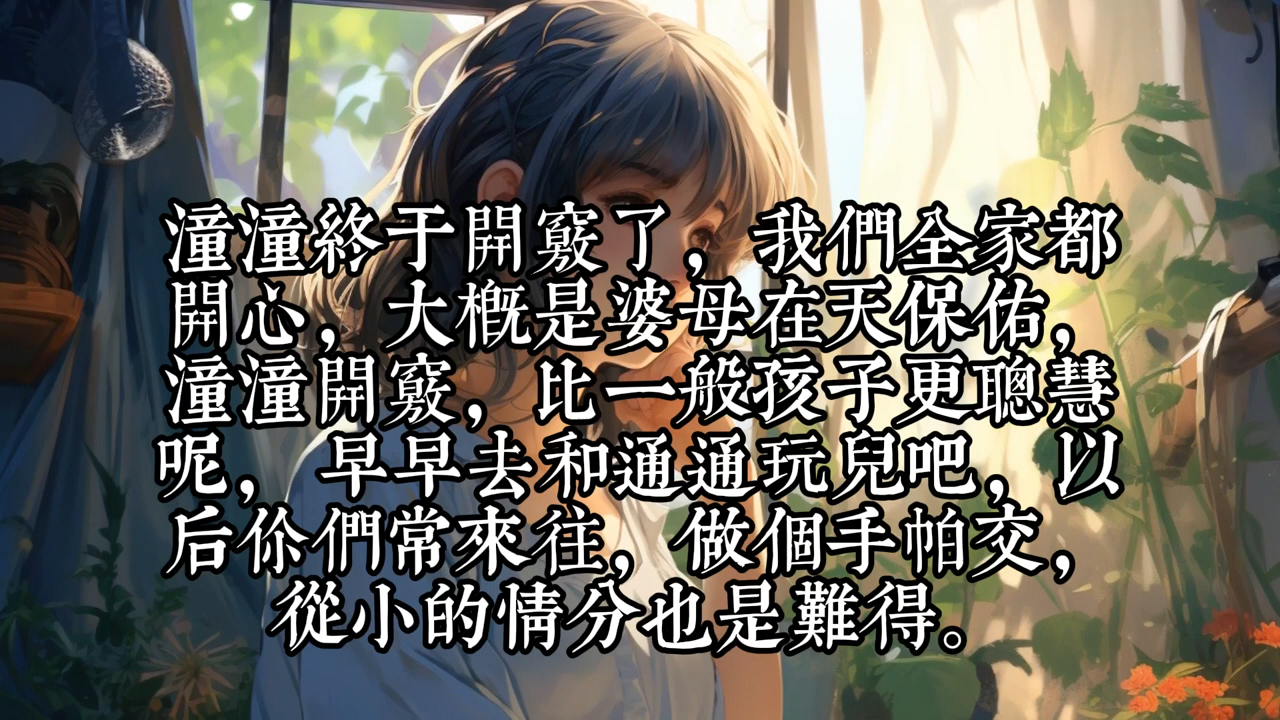 潼潼終于開竅了，我們全家都
開心，大概是婆母在天保佑，
潼潼開竅，比一般孩子更聰慧
呢，早早去和通通玩兒吧，以
后你們常來往，做個手帕交，
從小的情分也是難得。